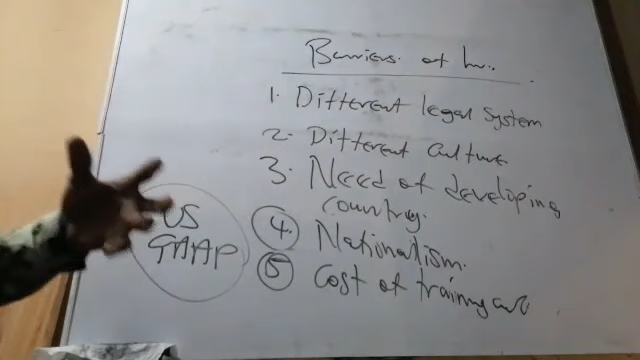 Barriers of
1. Different legal system
2. Different culture
3. Need of developing
country.
4. Nationalism.
5 Cost of training
US
GAAP